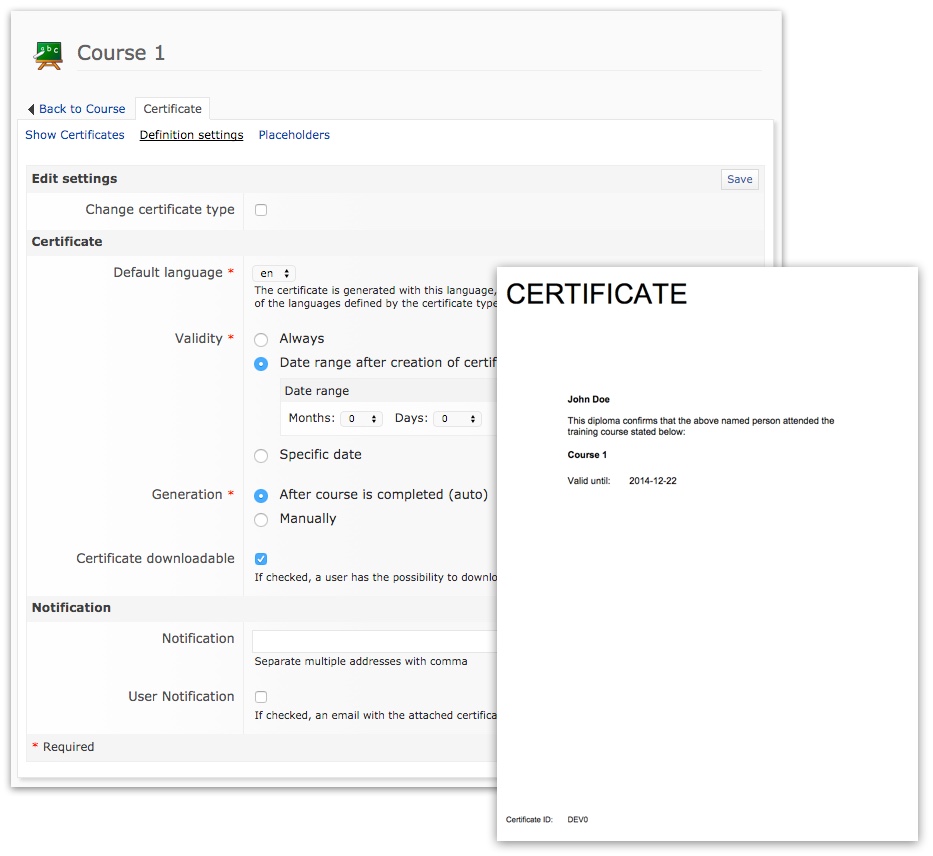 abc
Course 1
Back to Course
Certificate
Show Certificates
Definition settings
Placeholders
Edit settings
Save
Change certificate type
Certificate
Default language *
en
The certificate is generated with this language,
of the languages defined by the certificate type
Validity *
Always
Date range after creation of certif
Date range
Months: 0 Days: 0
Specific date
Generation *
After course is completed (auto)
Manually
Certificate downloadable
If checked, a user has the possibility to downlo
Notification
Notification
Separate multiple addresses with comma
User Notification
If checked, an email with the attached certifica
* Required
CERTIFICATE
John Doe
This diploma confirms that the above named person attended the
training course stated below:
Course 1
Valid until: 2014-12-22
Certificate ID: DEV0